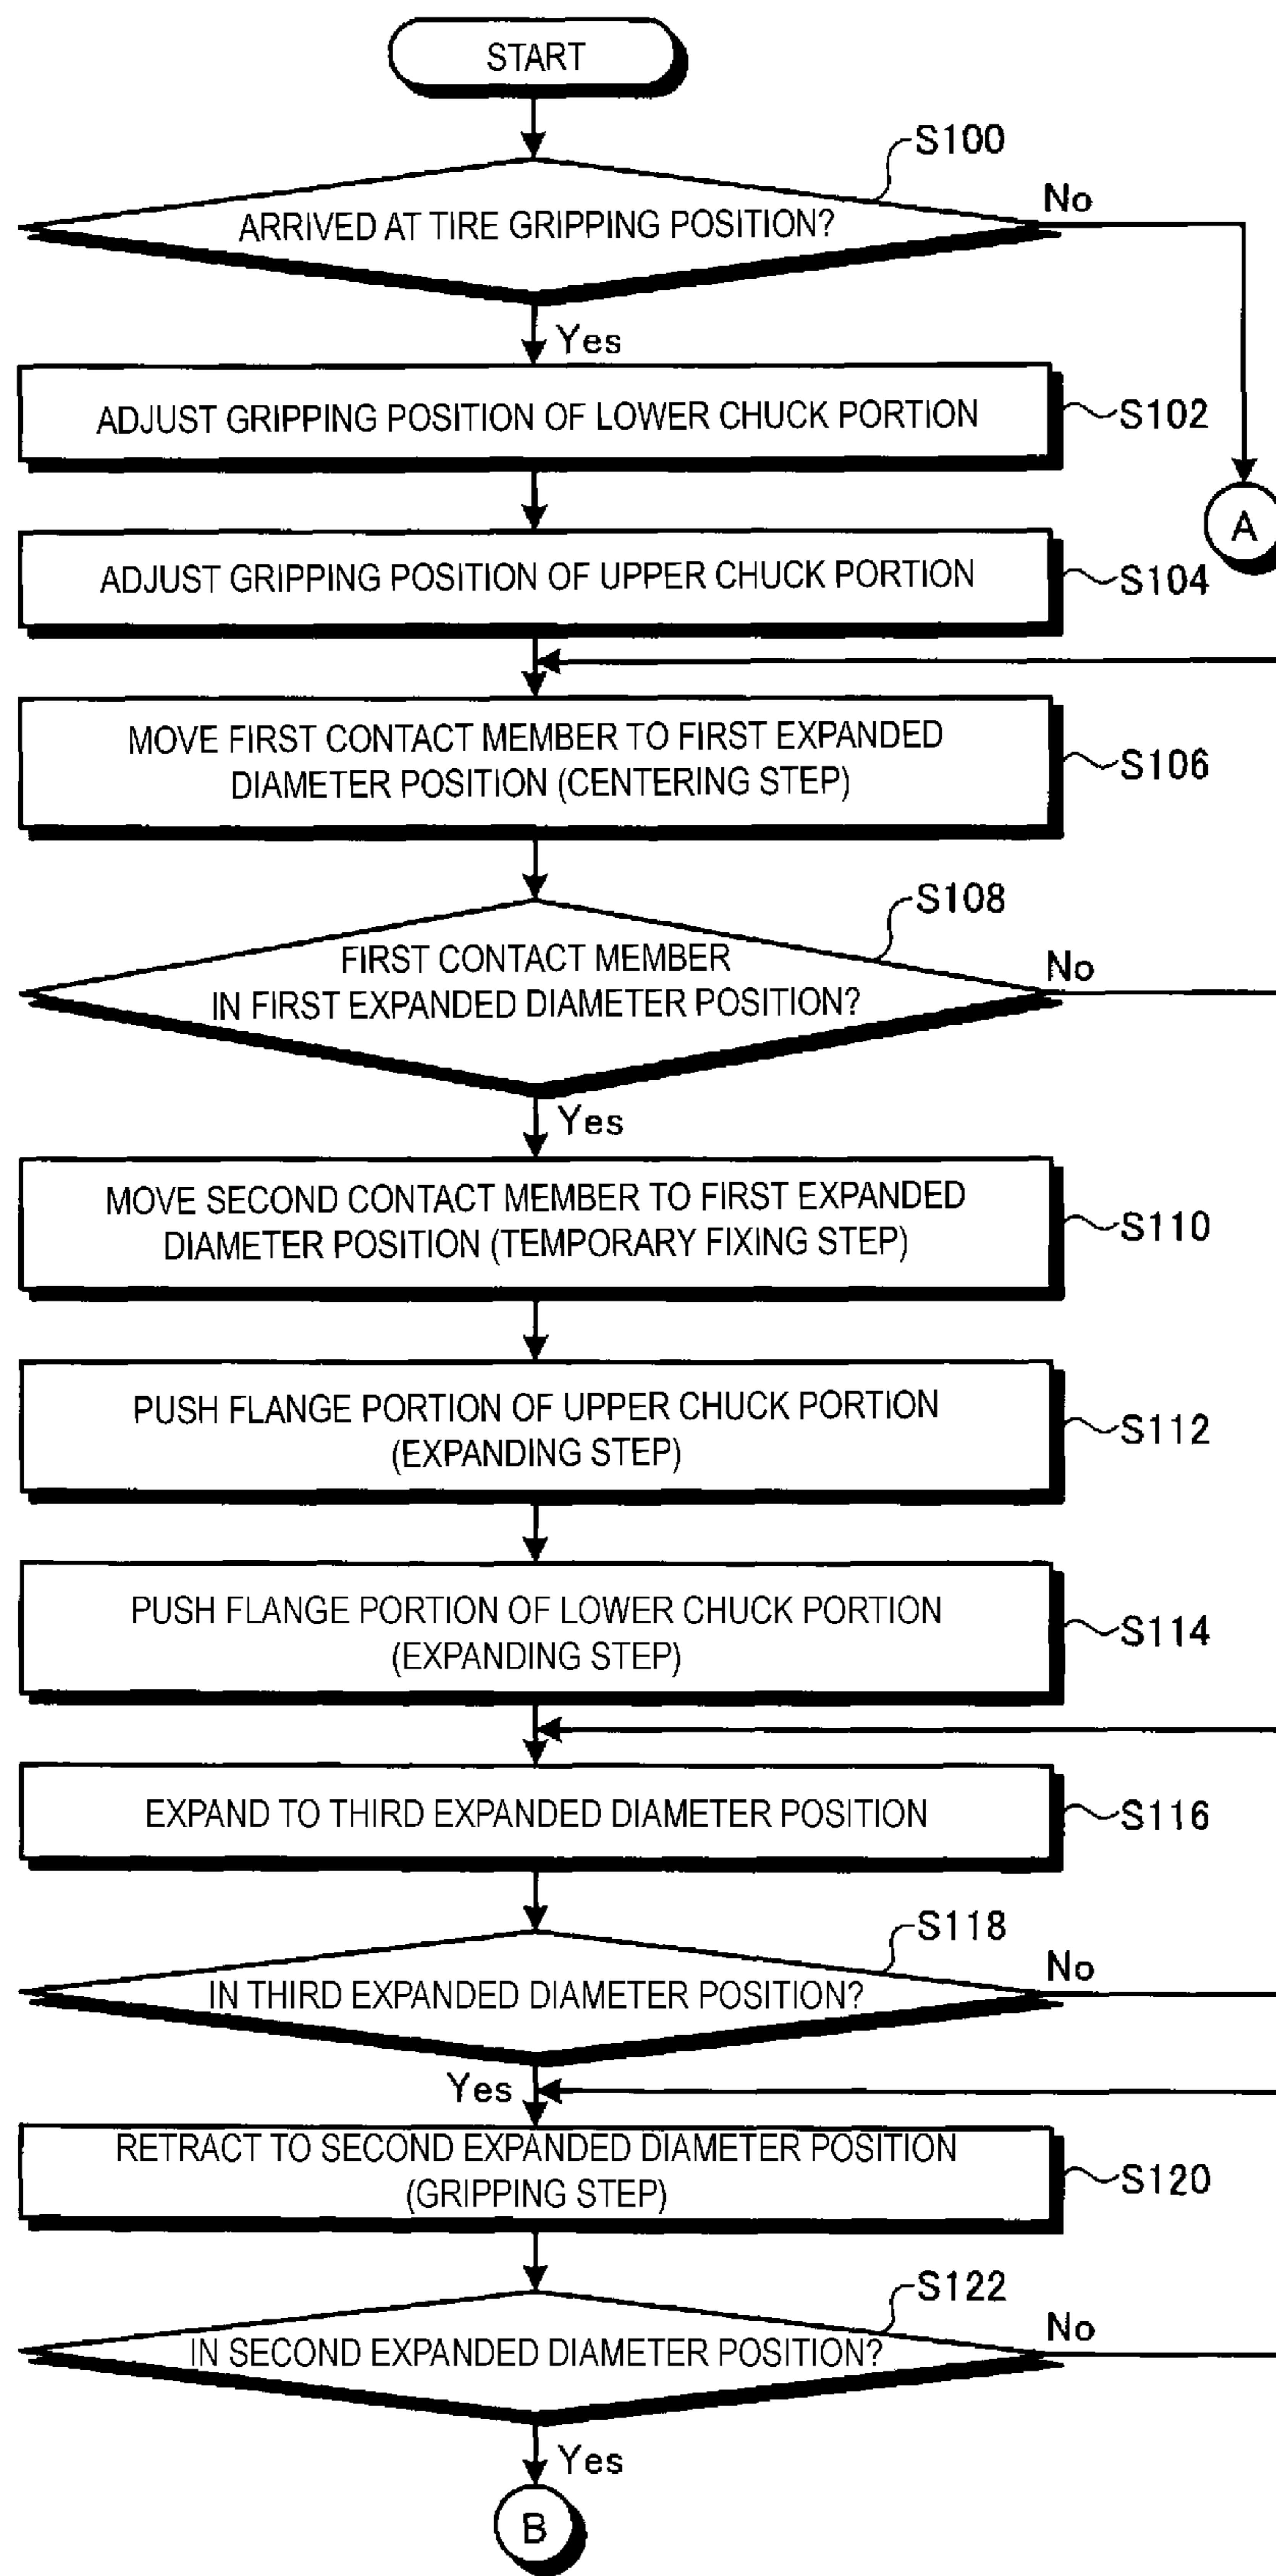 START
S100
ARRIVED AT TIRE GRIPPING POSITION?
No
Yes
ADJUST GRIPPING POSITION OF LOWER CHUCK PORTION
S102
A
ADJUST GRIPPING POSITION OF UPPER CHUCK PORTION
S104
MOVE FIRST CONTACT MEMBER TO FIRST EXPANDED
DIAMETER POSITION (CENTERING STEP)
S106
S108
FIRST CONTACT MEMBER
IN FIRST EXPANDED DIAMETER POSITION?
No
Yes
MOVE SECOND CONTACT MEMBER TO FIRST EXPANDED
DIAMETER POSITION (TEMPORARY FIXING STEP)
S110
PUSH FLANGE PORTION OF UPPER CHUCK PORTION
(EXPANDING STEP)
S112
PUSH FLANGE PORTION OF LOWER CHUCK PORTION
(EXPANDING STEP)
S114
EXPAND TO THIRD EXPANDED DIAMETER POSITION
S116
S118
IN THIRD EXPANDED DIAMETER POSITION?
No
Yes
RETRACT TO SECOND EXPANDED DIAMETER POSITION
(GRIPPING STEP)
S120
S122
IN SECOND EXPANDED DIAMETER POSITION?
No
Yes
B